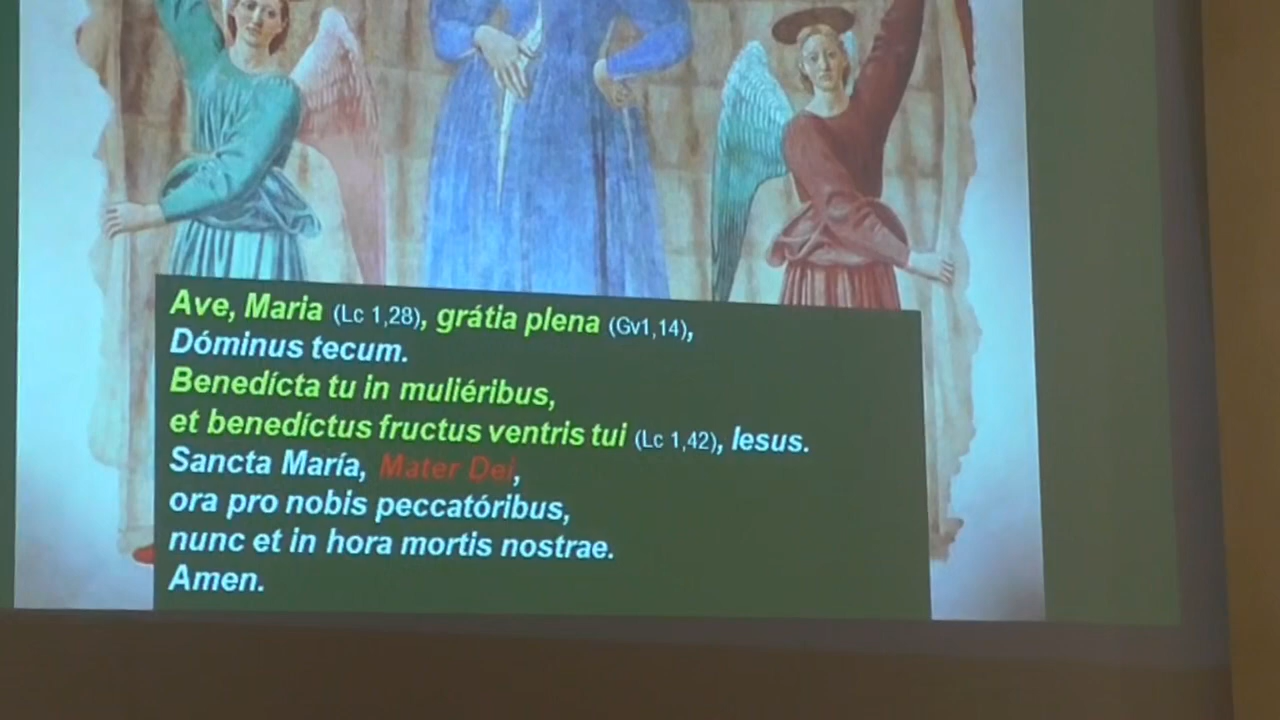 Ave, Maria (Lc 1,28), grátia plena (Gv1,14),
Dóminus tecum.
Benedícta tu in muliéribus,
et benedíctus fructus ventris tui (Lc 1,42), Iesus.
Sancta María, Mater Dei,
ora pro nobis peccatóribus,
nunc et in hora mortis nostrae.
Amen.